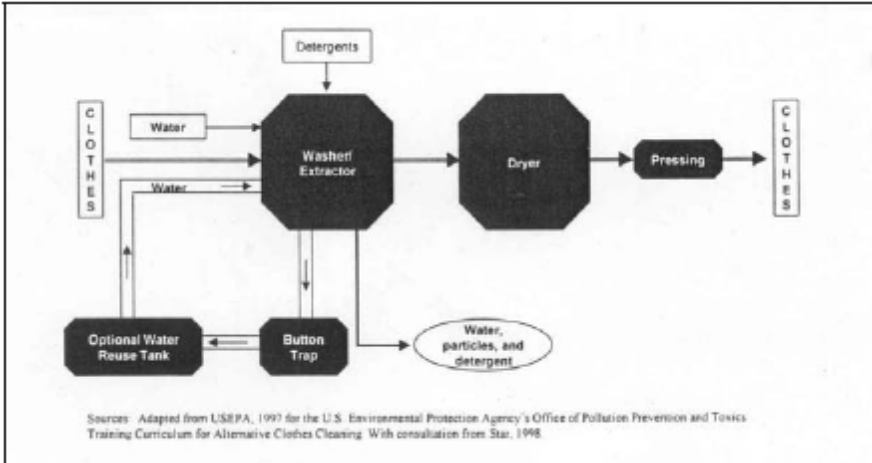 Detergents
CLOTHES
Water
Washer/
Extractor
Dryer
Pressing
CLOTHES
Water
Optional Water
Reuse Tank
Button
Trap
Water,
particles, and
detergent
Sources: Adapted from USEPA, 1997 for the U.S. Environmental Protection Agency's Office of Pollution Prevention and Toxics
Training Curriculum for Alternative Clothes Cleaning. With consultation from Star, 1998.